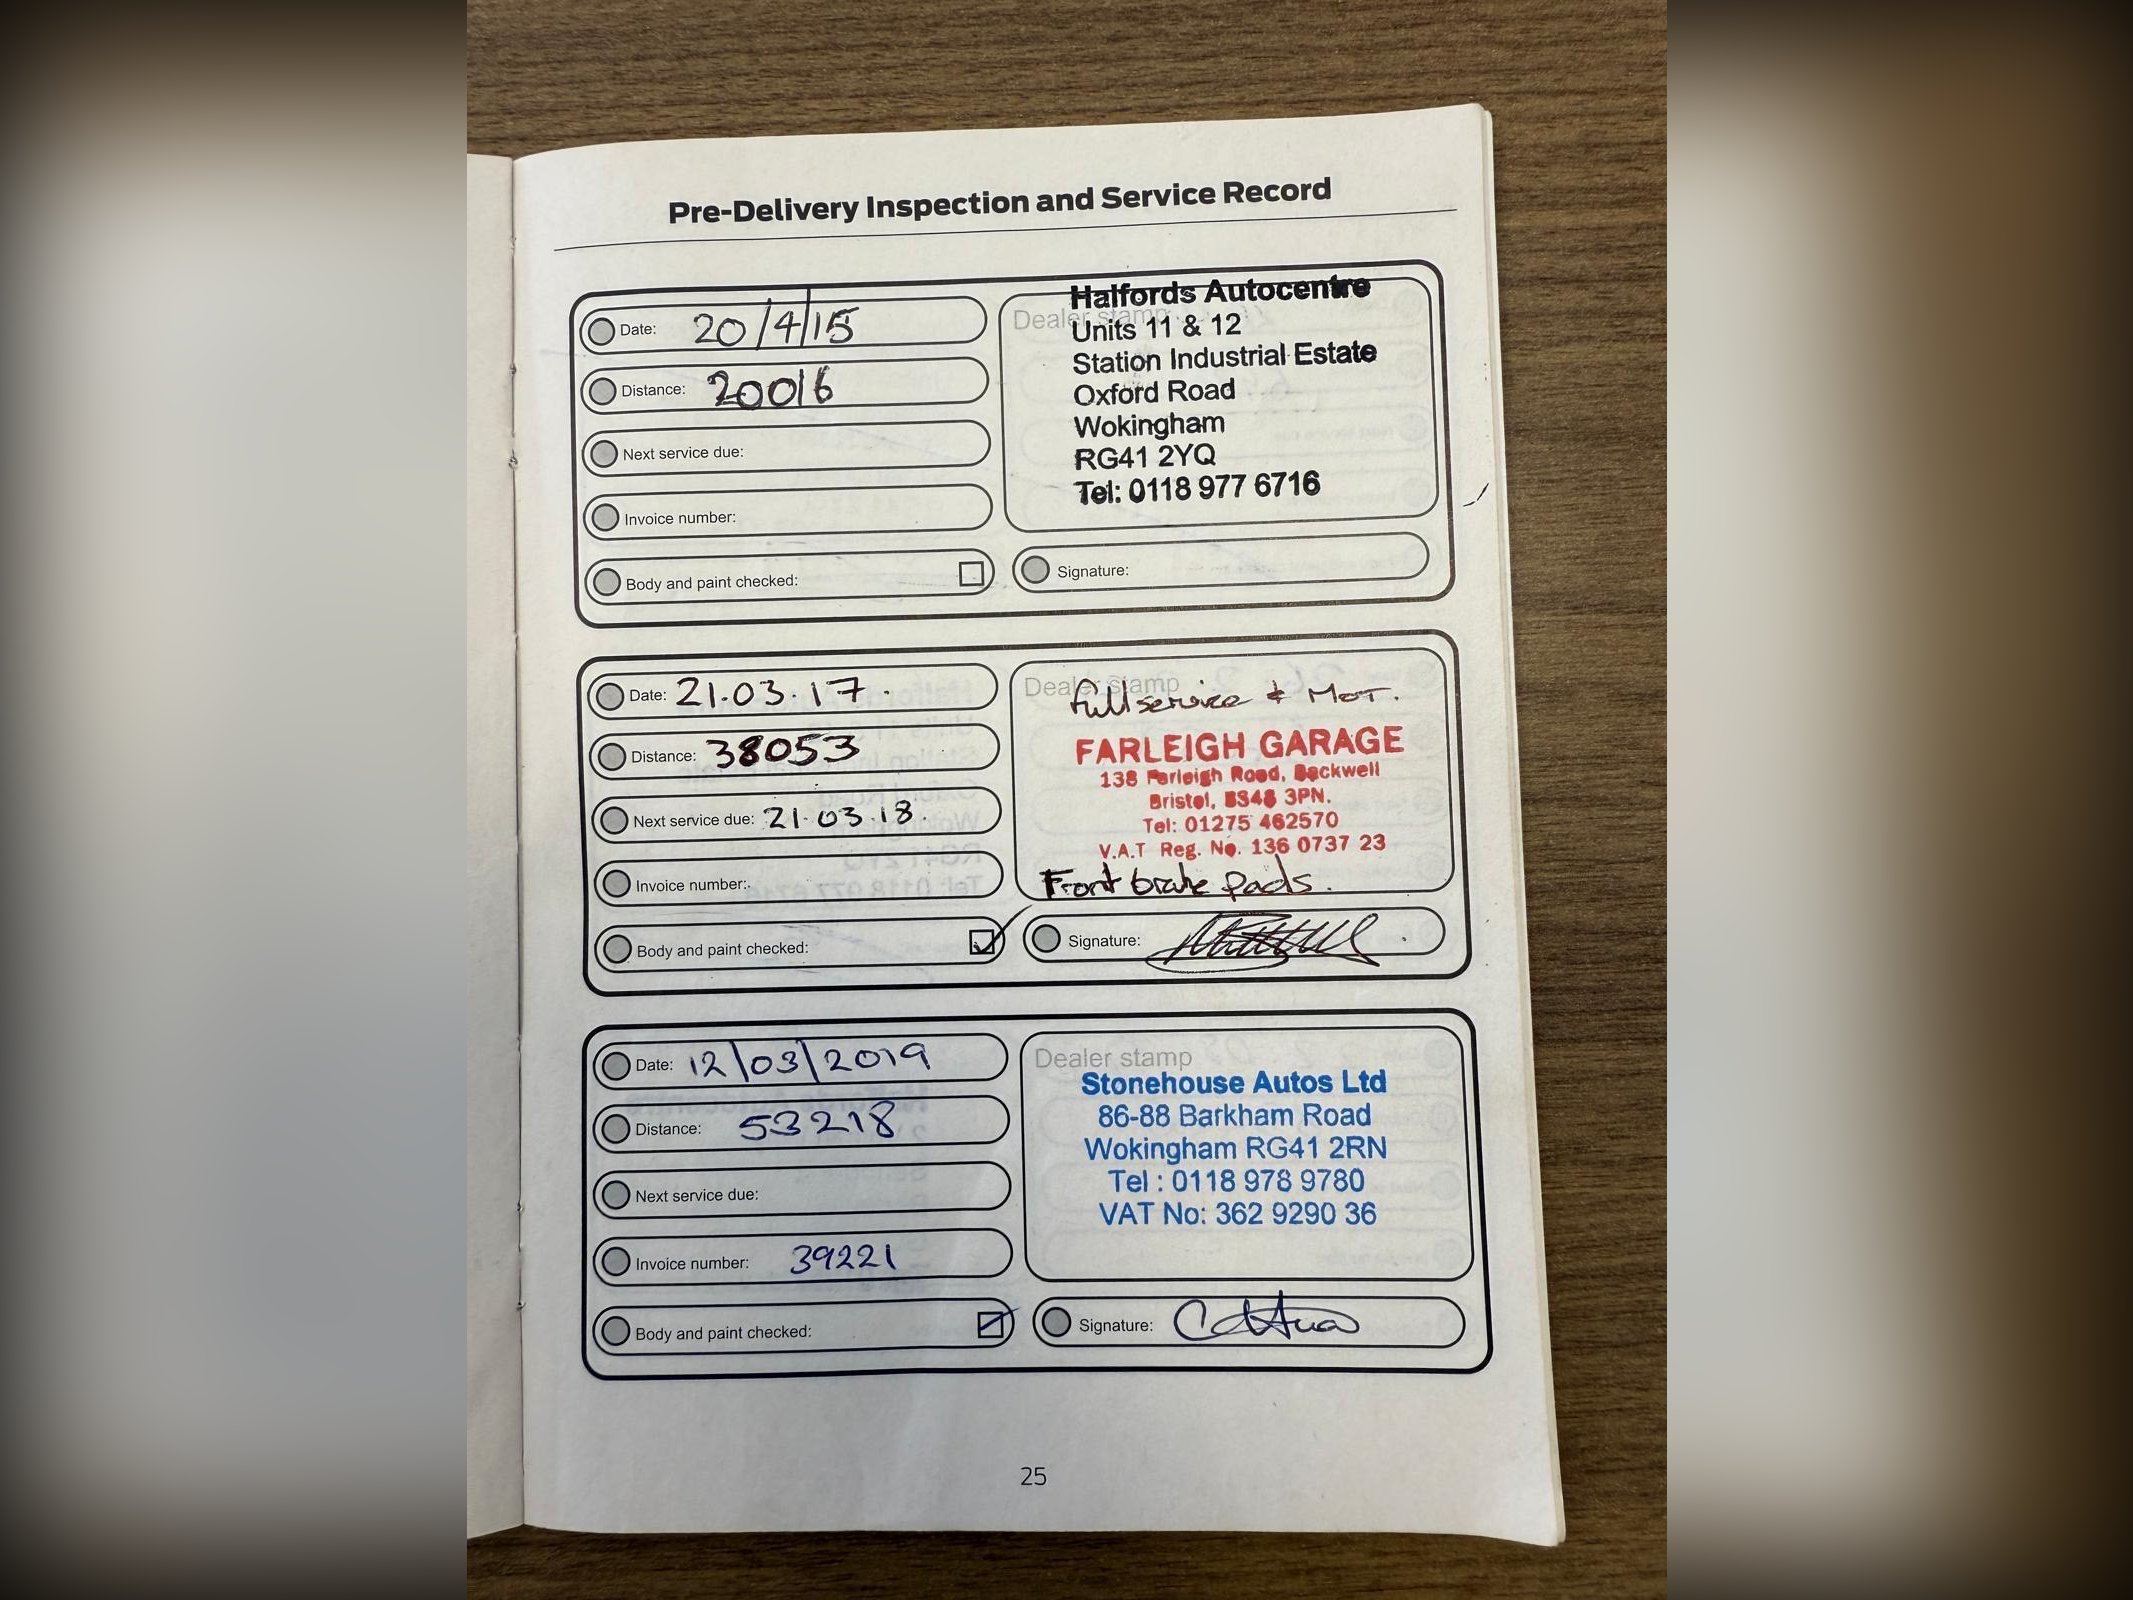 Pre-Delivery Inspection and Service Record
Date: 20/4/15
Distance: 20016
Next service due:
Invoice number:
Body and paint checked:
Dealer stamp
Halfords Autocentre
Units 11 & 12
Station Industrial Estate
Oxford Road
Wokingham
RG41 2YQ
Tel: 0118 977 6716
Signature:
Date: 21.03.17.
Distance: 38053
Next service due: 21.03.18.
Invoice number:
Body and paint checked:
Dealer stamp
Full service & MOT.
FARLEIGH GARAGE
138 Farleigh Road, Backwell
Bristol, BS48 3PN.
Tel: 01275 462570
V.A.T Reg. No. 136 0737 23
Front brake pads.
Signature:
Date: 12/03/2019
Distance: 53218
Next service due:
Invoice number: 39221
Body and paint checked:
Dealer stamp
Stonehouse Autos Ltd
86-88 Barkham Road
Wokingham RG41 2RN
Tel : 0118 978 9780
VAT No: 362 9290 36
Signature:
25